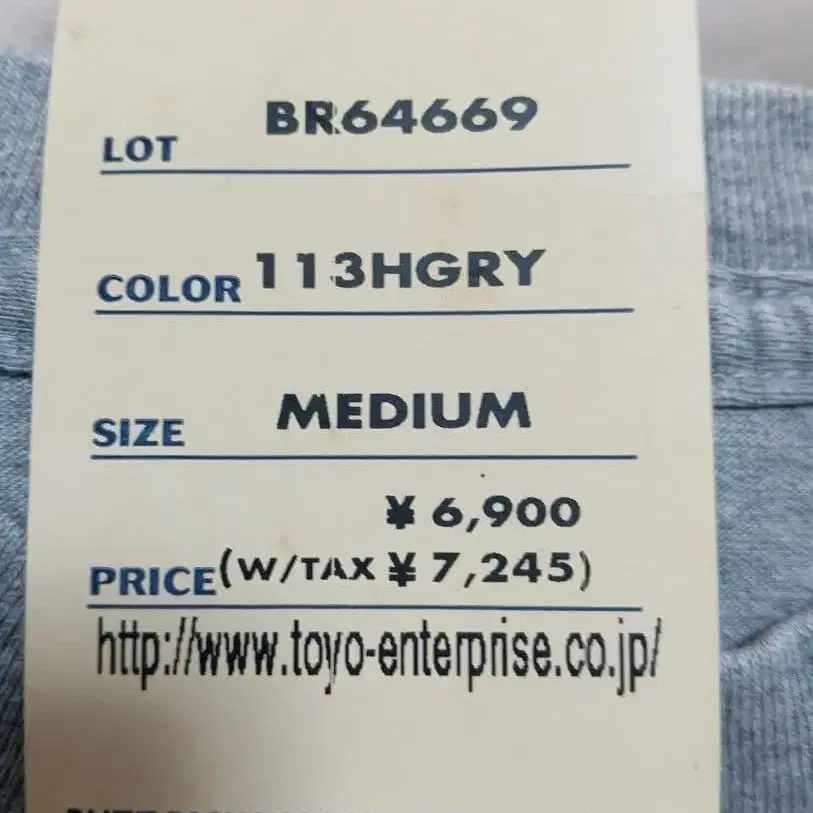 LOT BR64669
COLOR 113HGRY
SIZE MEDIUM
¥ 6,900
PRICE (W/TAX ¥ 7,245)
http://www.toyo-enterprise.co.jp/